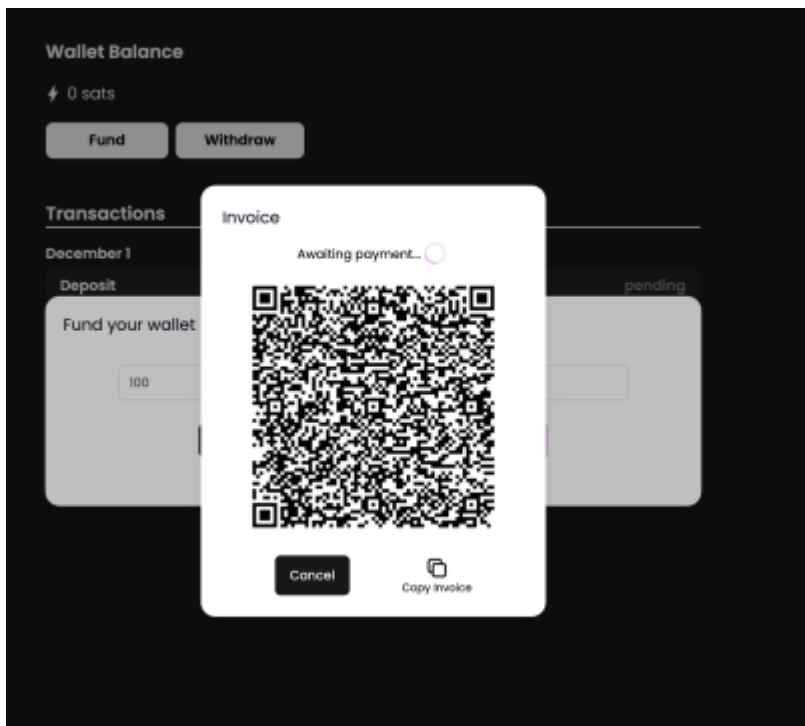 Wallet Balance
0 sats
Fund Withdraw
Transactions
Invoice
Awaiting payment...
December 1
Deposit pending
Fund your wallet
100
Cancel
Copy Invoice